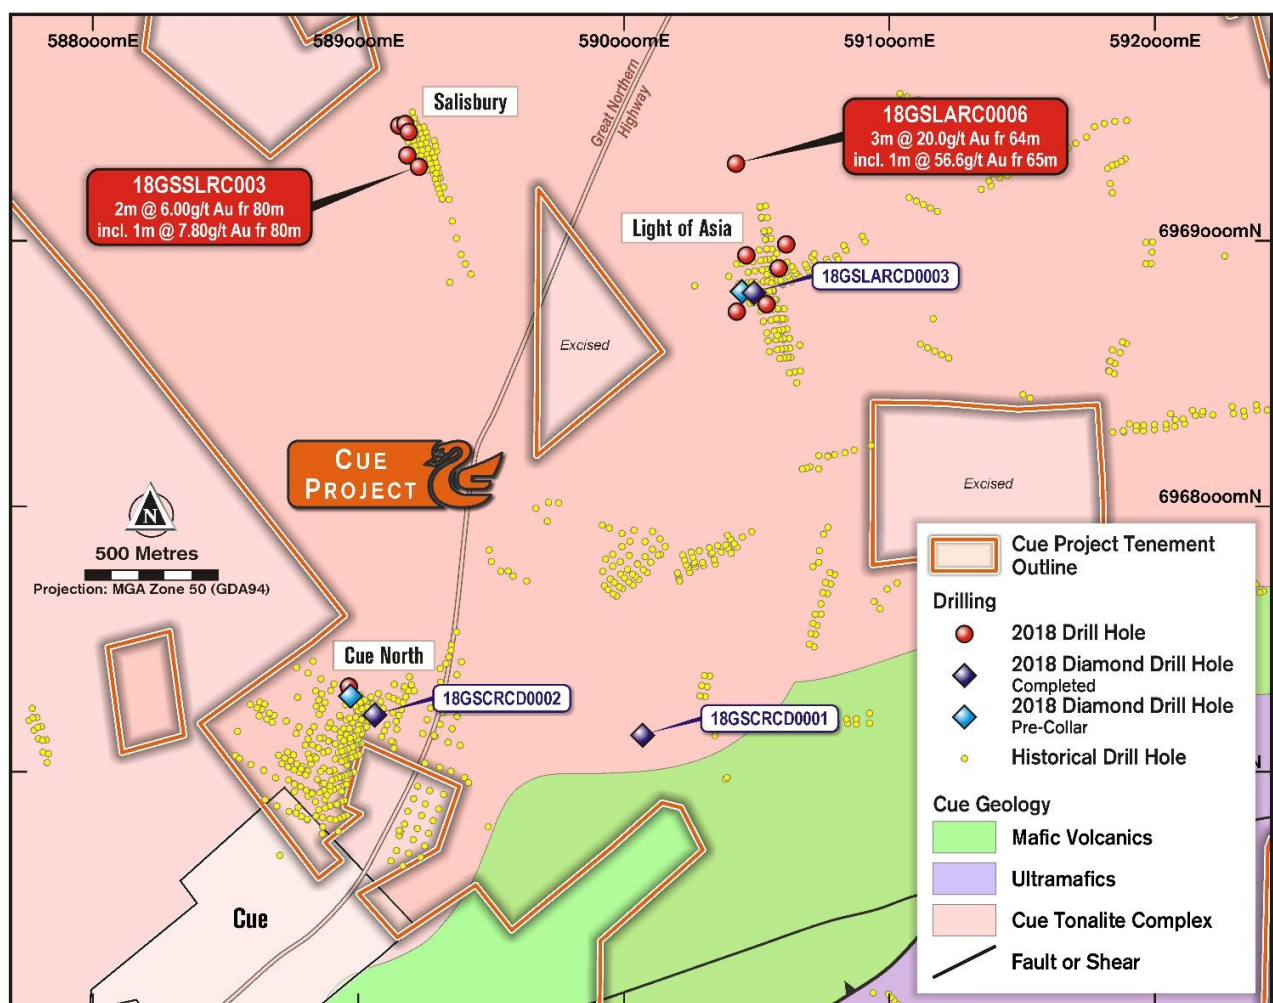 588000mE
589000mE
590000mE
591000mE
592000mE
Salisbury
Great Northern
Highway
18GSLARC0006
3m @ 20.0g/t Au fr 64m
incl. 1m @ 56.6g/t Au fr 65m
18GSSLRC003
2m @ 6.00g/t Au fr 80m
incl. 1m @ 7.80g/t Au fr 80m
Light of Asia
6969000mN
18GSLARCD0003
Excised
CUE
PROJECT
Excised
6968000mN
N
500 Metres
Projection: MGA Zone 50 (GDA94)
Cue North
18GSCRCD0002
18GSCRCD0001
N
Cue
Cue Project Tenement
Outline
Drilling
2018 Drill Hole
2018 Diamond Drill Hole
Completed
2018 Diamond Drill Hole
Pre-Collar
Historical Drill Hole
Cue Geology
Mafic Volcanics
Ultramafics
Cue Tonalite Complex
Fault or Shear